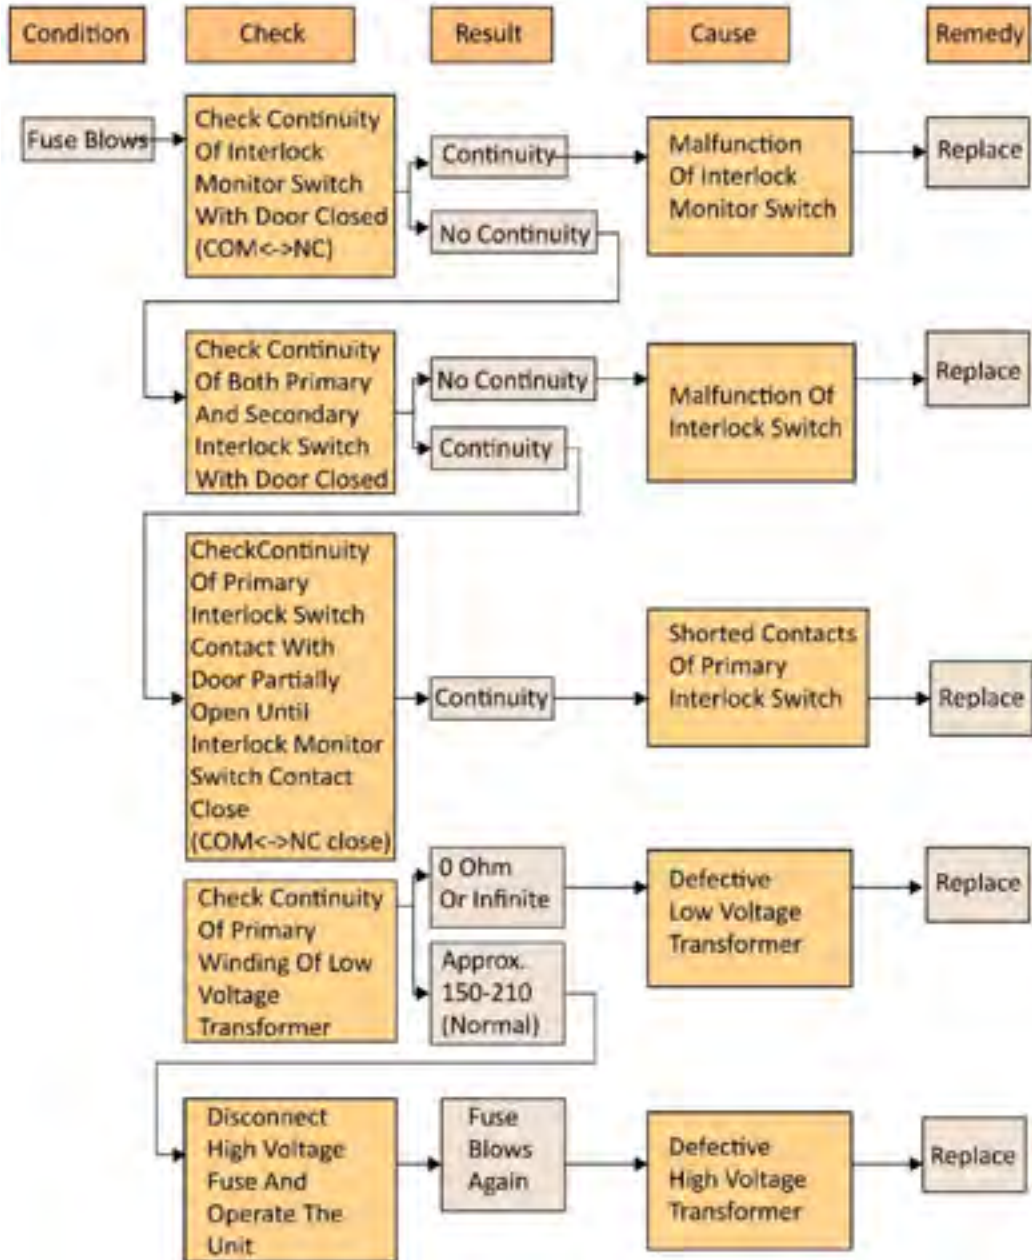 Condition
Check
Result
Cause
Remedy
Fuse Blows
Check Continuity
Of Interlock
Monitor Switch
With Door Closed
(COM<->NC)
Continuity
No Continuity
Malfunction
Of Interlock
Monitor Switch
Replace
Check Continuity
Of Both Primary
And Secondary
Interlock Switch
With Door Closed
No Continuity
Continuity
Malfunction Of
Interlock Switch
Replace
CheckContinuity
Of Primary
Interlock Switch
Contact With
Door Partially
Open Until
Interlock Monitor
Switch Contact
Close
(COM<->NC close)
Continuity
Shorted Contacts
Of Primary
Interlock Switch
Replace
Check Continuity
Of Primary
Winding Of Low
Voltage
Transformer
0 Ohm
Or Infinite
Approx.
150-210
(Normal)
Defective
Low Voltage
Transformer
Replace
Disconnect
High Voltage
Fuse And
Operate The
Unit
Fuse
Blows
Again
Defective
High Voltage
Transformer
Replace